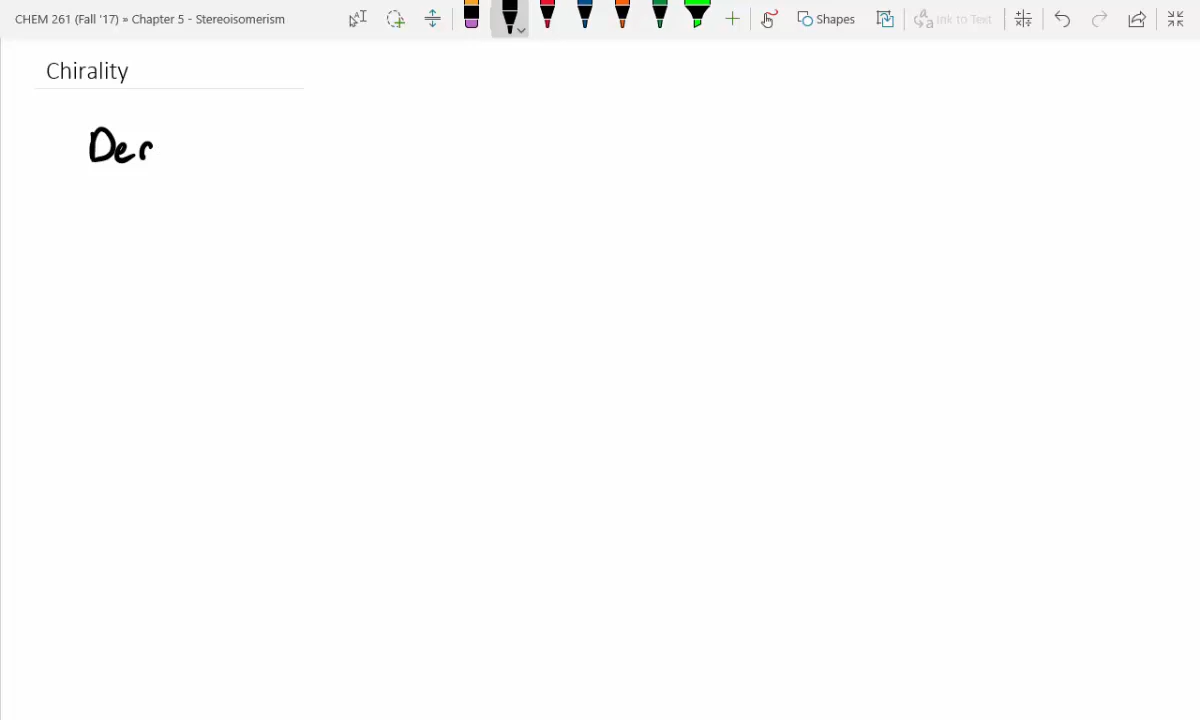 CHEM 261 (Fall '17) » Chapter 5 - Stereoisomerism
Shapes
Ink to Text
Chirality
Der